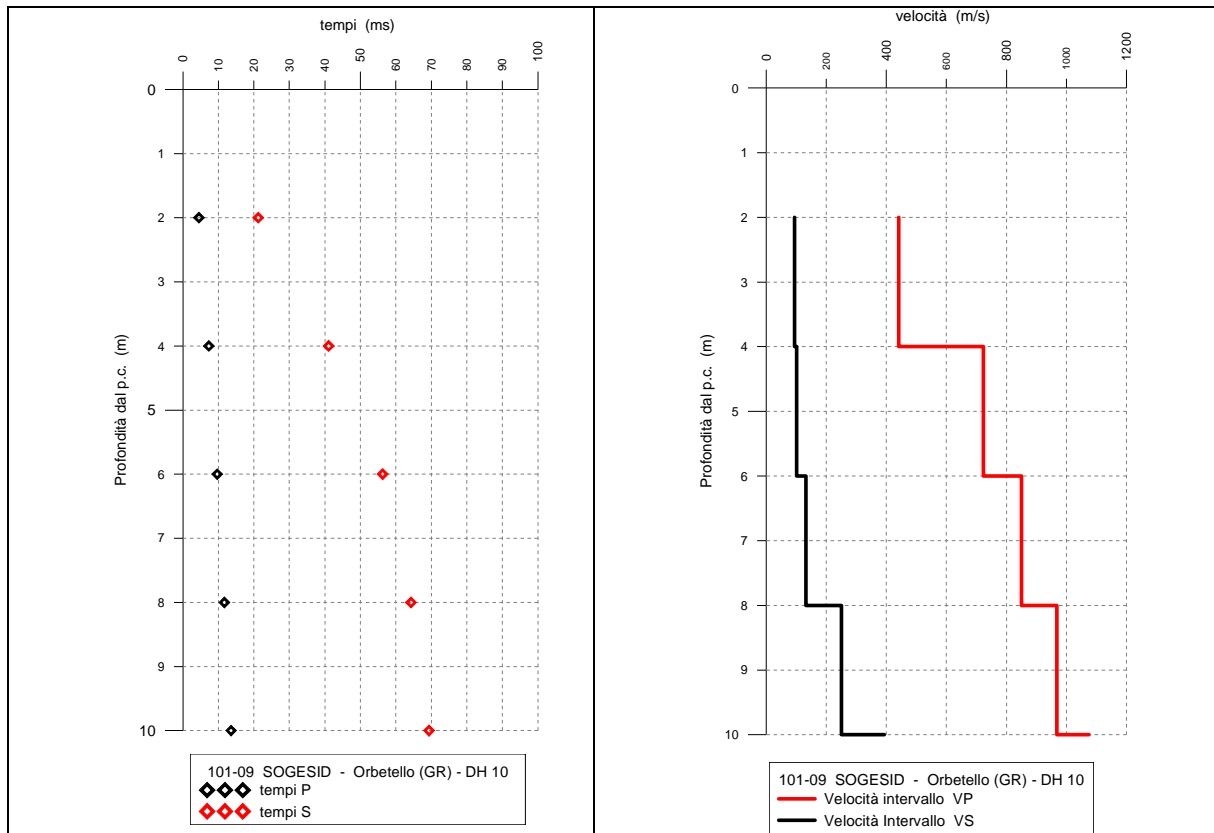 tempi (ms)
0 10 20 30 40 50 60 70 80 90 100
0
1
2
3
4
5
6
7
8
9
10
Profondità dal p.c. (m)
101-09 SOGESID - Orbetello (GR) - DH 10
tempi P
tempi S
velocità (m/s)
0 200 400 600 800 1000 1200
0
1
2
3
4
5
6
7
8
9
10
Profondità dal p.c. (m)
101-09 SOGESID - Orbetello (GR) - DH 10
Velocità intervallo VP
Velocità Intervallo VS